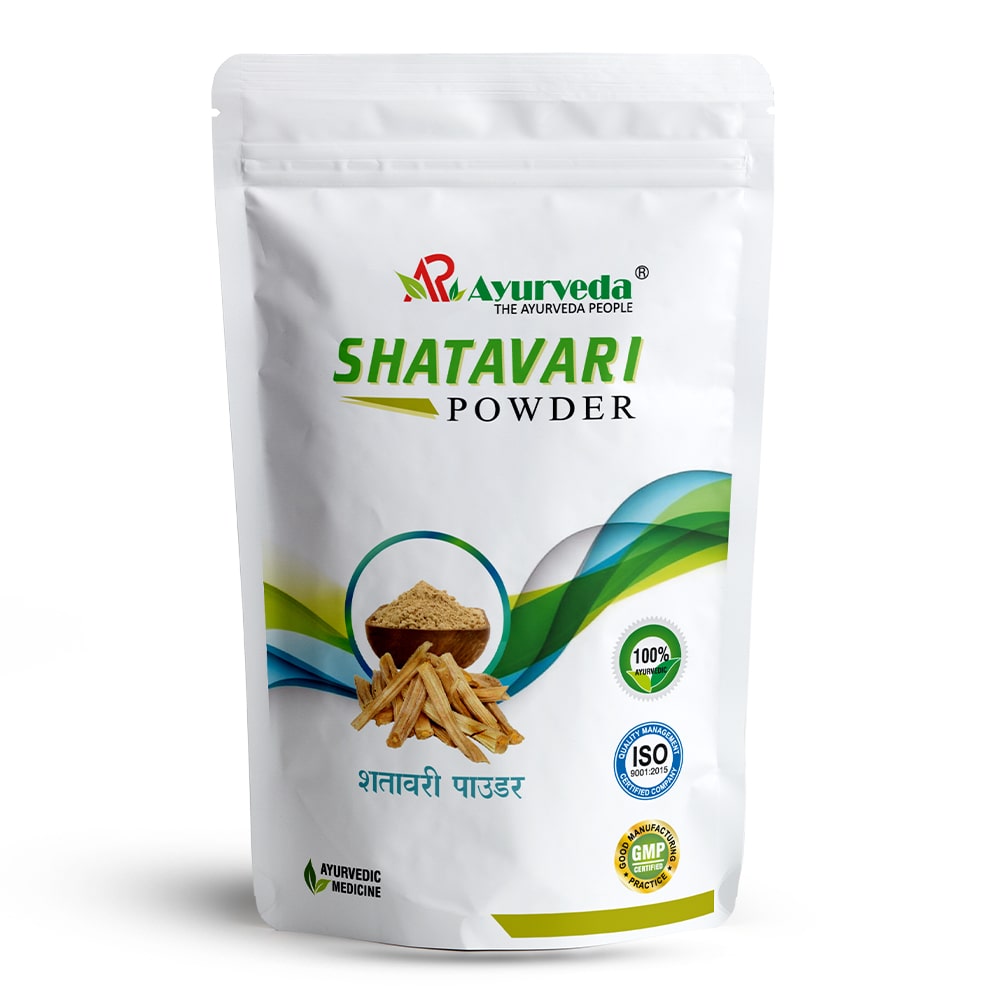 AR Ayurveda®
THE AYURVEDA PEOPLE
SHATAVARI
POWDER
100%
AYURVEDIC
QUALITY MANAGEMENT
ISO
9001:2015
CERTIFIED COMPANY
शतावरी पाउडर
GOOD MANUFACTURING
GMP
CERTIFIED
PRACTICE
AYURVEDIC
MEDICINE